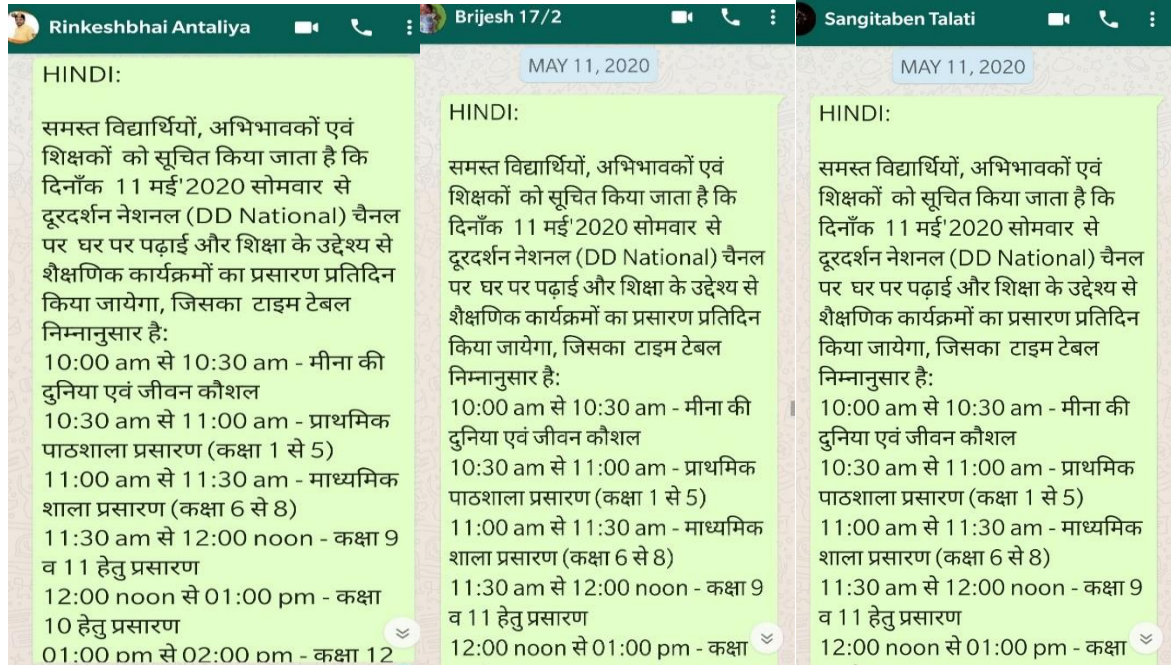 Rinkeshbhai Antaliya
HINDI:
समस्त विद्यार्थियों, अभिभावकों एवं
शिक्षकों को सूचित किया जाता है कि
दिनाँक 11 मई'2020 सोमवार से
दूरदर्शन नेशनल (DD National) चैनल
पर घर पर पढ़ाई और शिक्षा के उद्देश्य से
शैक्षणिक कार्यक्रमों का प्रसारण प्रतिदिन
किया जायेगा, जिसका टाइम टेबल
निम्नानुसार है:
10:00 am से 10:30 am - मीना की
दुनिया एवं जीवन कौशल
10:30 am से 11:00 am - प्राथमिक
पाठशाला प्रसारण (कक्षा 1 से 5)
11:00 am से 11:30 am - माध्यमिक
शाला प्रसारण (कक्षा 6 से 8)
11:30 am से 12:00 noon - कक्षा 9
व 11 हेतु प्रसारण
12:00 noon से 01:00 pm - कक्षा
10 हेतु प्रसारण
01:00 pm से 02:00 pm - कक्षा 12
Brijesh 17/2
MAY 11, 2020
HINDI:
समस्त विद्यार्थियों, अभिभावकों एवं
शिक्षकों को सूचित किया जाता है कि
दिनाँक 11 मई'2020 सोमवार से
दूरदर्शन नेशनल (DD National) चैनल
पर घर पर पढ़ाई और शिक्षा के उद्देश्य से
शैक्षणिक कार्यक्रमों का प्रसारण प्रतिदिन
किया जायेगा, जिसका टाइम टेबल
निम्नानुसार है:
10:00 am से 10:30 am - मीना की
दुनिया एवं जीवन कौशल
10:30 am से 11:00 am - प्राथमिक
पाठशाला प्रसारण (कक्षा 1 से 5)
11:00 am से 11:30 am - माध्यमिक
शाला प्रसारण (कक्षा 6 से 8)
11:30 am से 12:00 noon - कक्षा 9
व 11 हेतु प्रसारण
12:00 noon से 01:00 pm - कक्षा
Sangitaben Talati
MAY 11, 2020
HINDI:
समस्त विद्यार्थियों, अभिभावकों एवं
शिक्षकों को सूचित किया जाता है कि
दिनाँक 11 मई'2020 सोमवार से
दूरदर्शन नेशनल (DD National) चैनल
पर घर पर पढ़ाई और शिक्षा के उद्देश्य से
शैक्षणिक कार्यक्रमों का प्रसारण प्रतिदिन
किया जायेगा, जिसका टाइम टेबल
निम्नानुसार है:
10:00 am से 10:30 am - मीना की
दुनिया एवं जीवन कौशल
10:30 am से 11:00 am - प्राथमिक
पाठशाला प्रसारण (कक्षा 1 से 5)
11:00 am से 11:30 am - माध्यमिक
शाला प्रसारण (कक्षा 6 से 8)
11:30 am से 12:00 noon - कक्षा 9
व 11 हेतु प्रसारण
12:00 noon से 01:00 pm - कक्षा